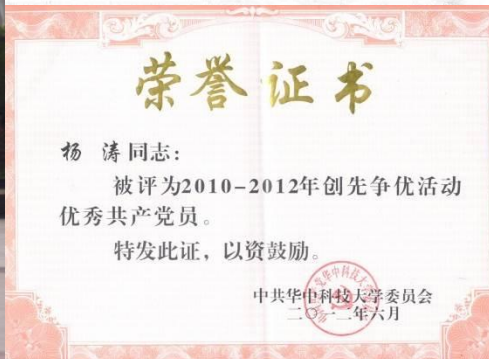 荣誉证书
杨 涛同志：
被评为2010-2012年创先争优活动
优秀共产党员。
特发此证，以资鼓励。
中共华中科技大学委员会
二〇一二年六月